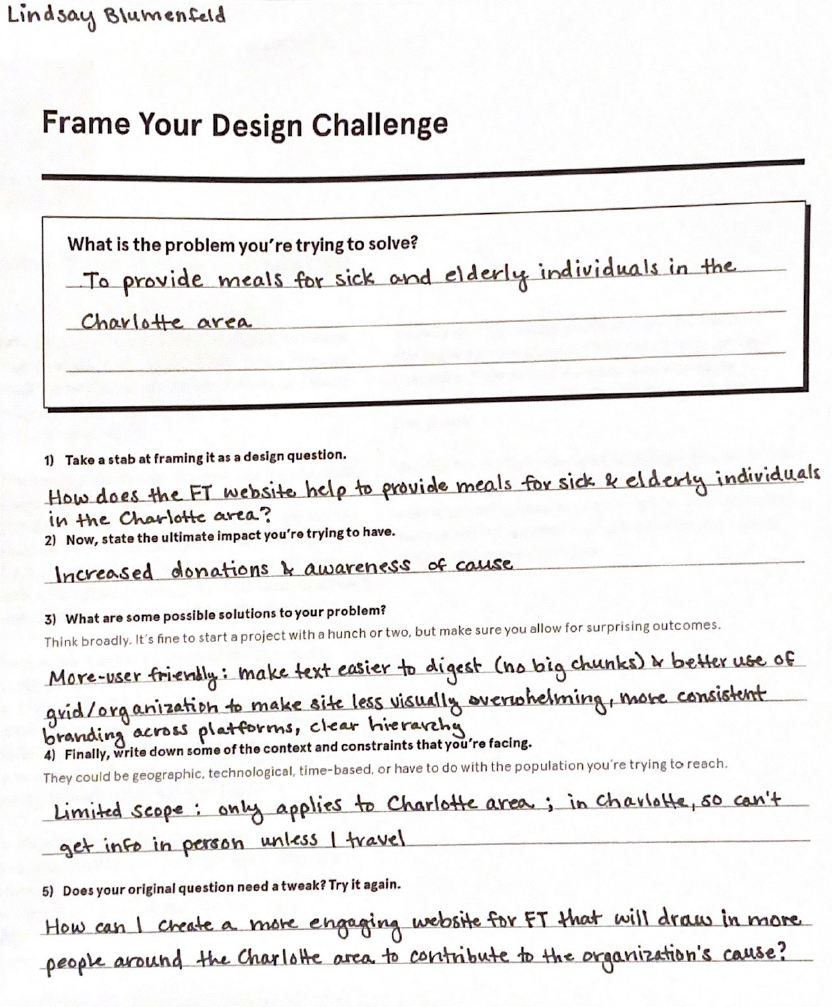 Lindsay Blumenfeld
Frame Your Design Challenge
What is the problem you're trying to solve?
To provide meals for sick and elderly individuals in the
Charlotte area
1) Take a stab at framing it as a design question.
How does the FT website help to provide meals for sick & elderly individuals
in the Charlotte area?
2) Now, state the ultimate impact you're trying to have.
Increased donations & awareness of cause
3) What are some possible solutions to your problem?
Think broadly. It's fine to start a project with a hunch or two, but make sure you allow for surprising outcomes.
More-user friendly: make text easier to digest (no big chunks) & better use of
grid/organization to make site less visually overwhelming, more consistent
branding across platforms, clear hierarchy
4) Finally, write down some of the context and constraints that you're facing.
They could be geographic, technological, time-based, or have to do with the population you're trying to reach.
Limited scope: only applies to Charlotte area; in Charlotte, so can't
get info in person unless I travel
5) Does your original question need a tweak? Try it again.
How can I create a more engaging website for FT that will draw in more
people around the Charlotte area to contribute to the organization's cause?